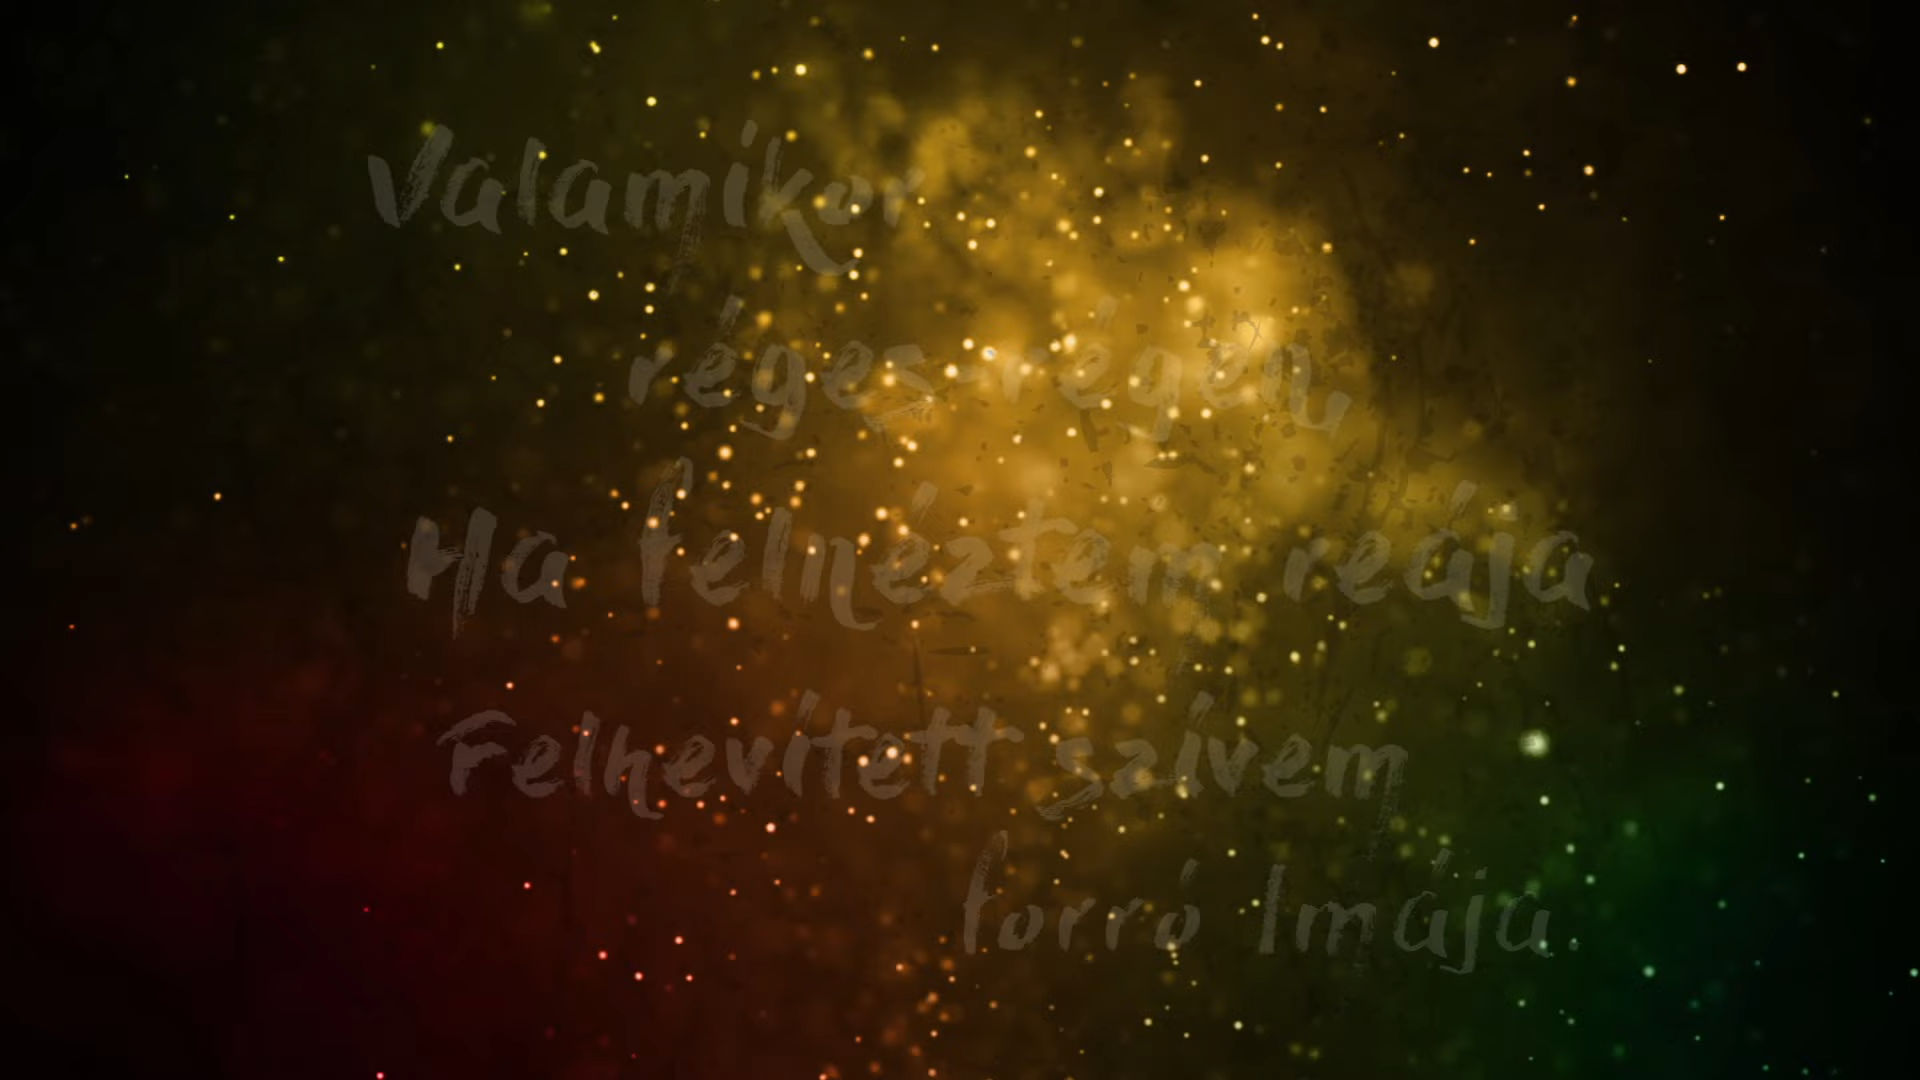 Valamikor
réges-régen,
Ha felnéztem reája
Felhevített szívem
forró Imája.